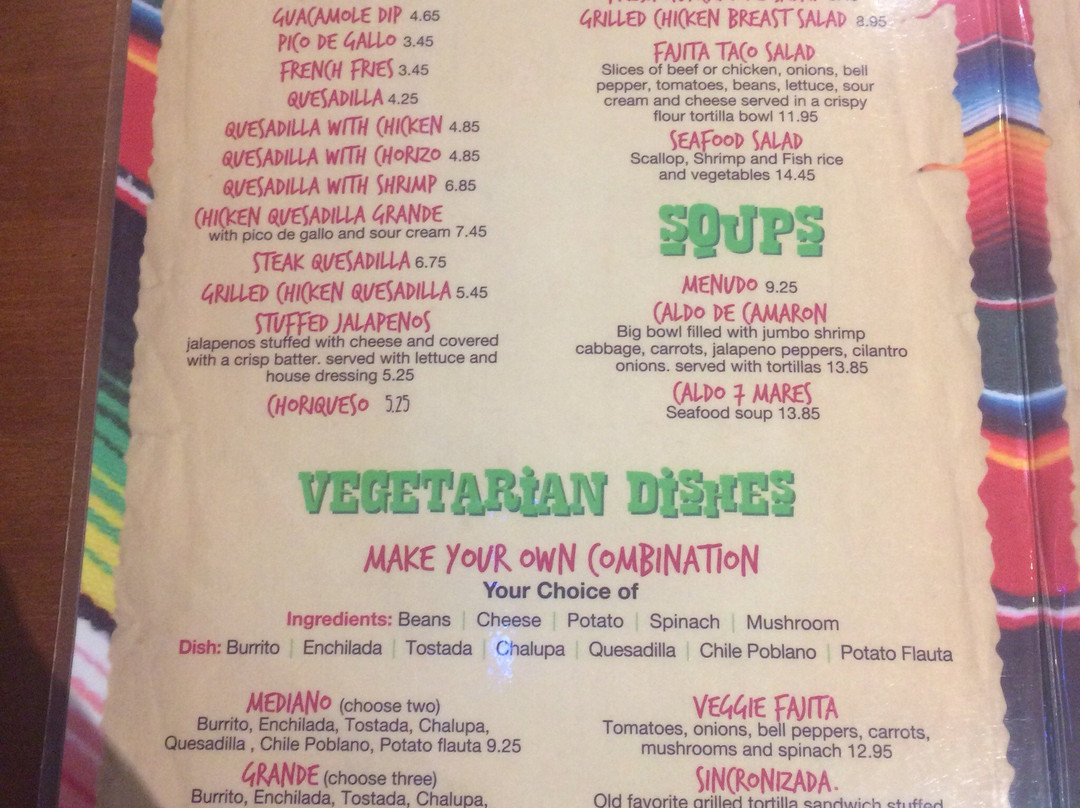 GUACAMOLE DIP 4.65
PICO DE GALLO 3.45
FRENCH FRIES 3.45
QUESADILLA 4.25
QUESADILLA WITH CHICKEN 4.85
QUESADILLA WITH CHORIZO 4.85
QUESADILLA WITH SHRIMP 6.85
CHICKEN QUESADILLA GRANDE
with pico de gallo and sour cream 7.45
STEAK QUESADILLA 6.75
GRILLED CHICKEN QUESADILLA 5.45
STUFFED JALAPENOS
jalapenos stuffed with cheese and covered
with a crisp batter. served with lettuce and
house dressing 5.25
CHORIQUESO 5.25
GRILLED CHICKEN BREAST SALAD 8.95
FAJITA TACO SALAD
Slices of beef or chicken, onions, bell
pepper, tomatoes, beans, lettuce, sour
cream and cheese served in a crispy
flour tortilla bowl 11.95
SEAFOOD SALAD
Scallop, Shrimp and Fish rice
and vegetables 14.45
SOUPS
MENUDO 9.25
CALDO DE CAMARON
Big bowl filled with jumbo shrimp
cabbage, carrots, jalapeno peppers, cilantro
onions. served with tortillas 13.85
CALDO 7 MARES
Seafood soup 13.85
VEGETARIAN DISHES
MAKE YOUR OWN COMBINATION
Your Choice of
Ingredients: Beans | Cheese | Potato | Spinach | Mushroom
Dish: Burrito | Enchilada | Tostada | Chalupa | Quesadilla | Chile Poblano | Potato Flauta
MEDIANO (choose two)
Burrito, Enchilada, Tostada, Chalupa,
Quesadilla , Chile Poblano, Potato flauta 9.25
GRANDE (choose three)
Burrito, Enchilada, Tostada, Chalupa,
VEGGIE FAJITA
Tomatoes, onions, bell peppers, carrots,
mushrooms and spinach 12.95
SINCRONIZADA.
Old favorite grilled tortilla sandwich stuffed